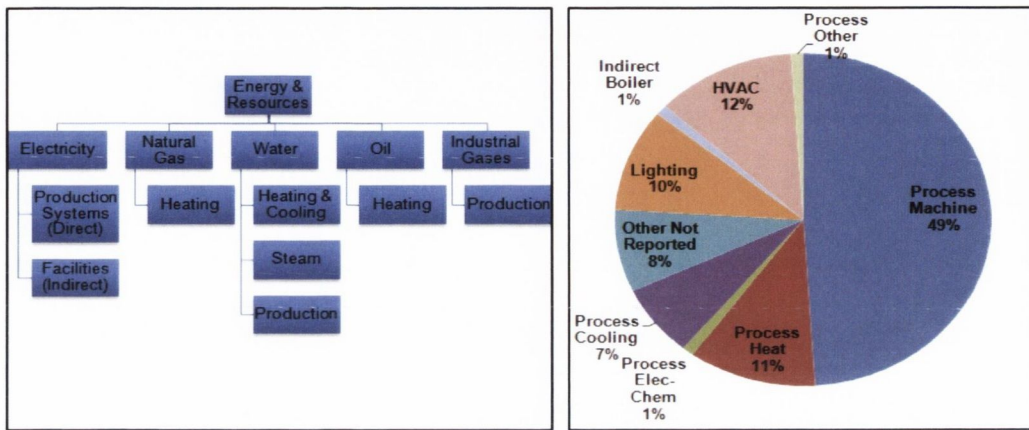 Energy &
Resources
Electricity
Natural
Gas
Water
Oil
Industrial
Gases
Production
Systems
(Direct)
Heating
Heating &
Cooling
Heating
Production
Facilities
(Indirect)
Steam
Production
Process
Other
1%
Indirect
Boiler
1%
HVAC
12%
Lighting
10%
Process
Machine
49%
Other Not
Reported
8%
Process
Cooling
7%
Process
Heat
11%
Process
Elec-
Chem
1%